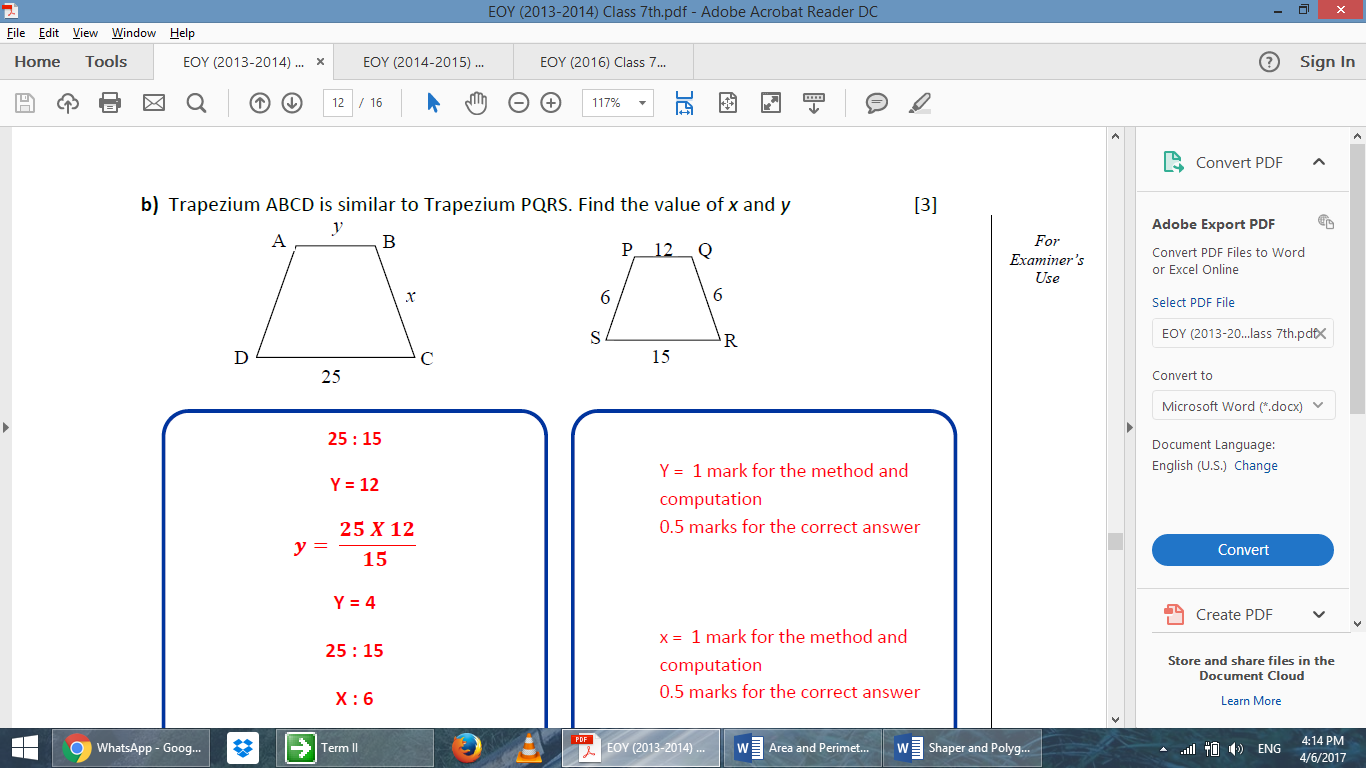 EOY (2013-2014) Class 7th.pdf - Adobe Acrobat Reader DC
File Edit View Window Help
Home Tools EOY (2013-2014) ... × EOY (2014-2015) ... EOY (2016) Class 7... ? Sign In
12 / 16 117%
b) Trapezium ABCD is similar to Trapezium PQRS. Find the value of x and y [3]
For
Examiner's
Use
y
A B
x
D C
25
P 12 Q
6 6
S R
15
25 : 15
Y = 12
y = 25 X 12
15
Y = 4
25 : 15
X : 6
Y = 1 mark for the method and
computation
0.5 marks for the correct answer
x = 1 mark for the method and
computation
0.5 marks for the correct answer
Convert PDF
Adobe Export PDF
Convert PDF Files to Word
or Excel Online
Select PDF File
EOY (2013-20...lass 7th.pdf
Convert to
Microsoft Word (*.docx)
Document Language:
English (U.S.) Change
Convert
Create PDF
Store and share files in the
Document Cloud
Learn More
WhatsApp - Goog... Term II PDF EOY (2013-2014) ... Area and Perimet... Shaper and Polyg... ENG 4:14 PM
4/6/2017